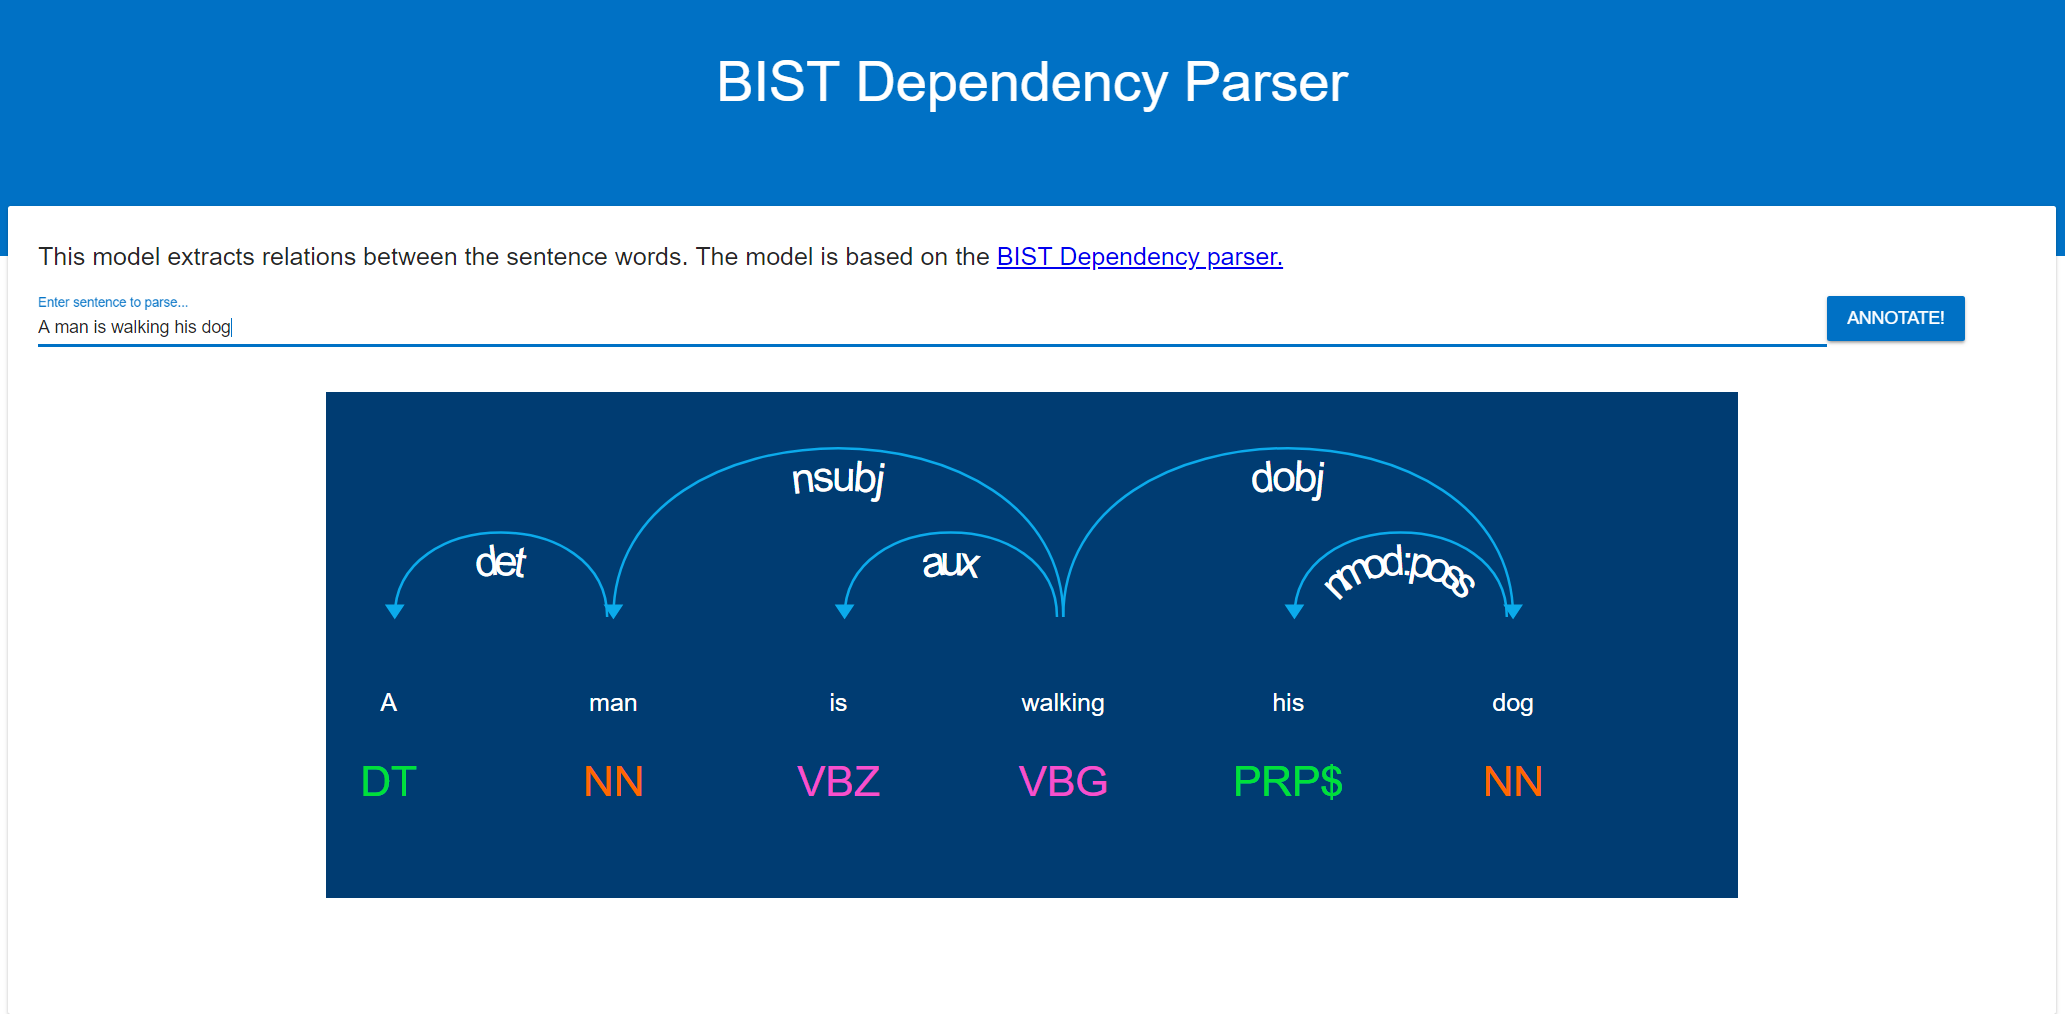 BIST Dependency Parser
This model extracts relations between the sentence words. The model is based on the BIST Dependency parser.
Enter sentence to parse...
A man is walking his dog
ANNOTATE!
nsubj dobj
det aux nmod:poss
A man is walking his dog
DT NN VBZ VBG PRP$ NN